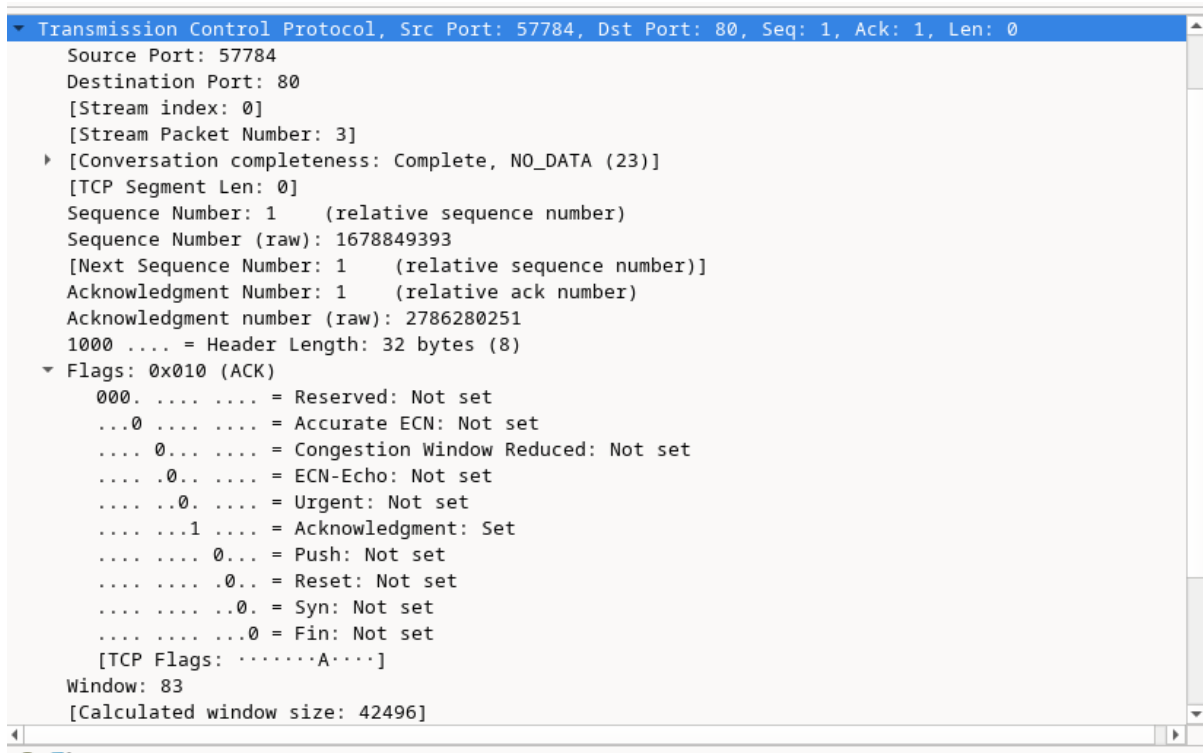 Transmission Control Protocol, Src Port: 57784, Dst Port: 80, Seq: 1, Ack: 1, Len: 0
Source Port: 57784
Destination Port: 80
[Stream index: 0]
[Stream Packet Number: 3]
[Conversation completeness: Complete, NO_DATA (23)]
[TCP Segment Len: 0]
Sequence Number: 1    (relative sequence number)
Sequence Number (raw): 1678849393
[Next Sequence Number: 1    (relative sequence number)]
Acknowledgment Number: 1    (relative ack number)
Acknowledgment number (raw): 2786280251
1000 .... = Header Length: 32 bytes (8)
Flags: 0x010 (ACK)
000. .... .... = Reserved: Not set
...0 .... .... = Accurate ECN: Not set
.... 0... .... = Congestion Window Reduced: Not set
.... .0.. .... = ECN-Echo: Not set
.... ..0. .... = Urgent: Not set
.... ...1 .... = Acknowledgment: Set
.... .... 0... = Push: Not set
.... .... .0.. = Reset: Not set
.... .... ..0. = Syn: Not set
.... .... ...0 = Fin: Not set
[TCP Flags: ·······A····]
Window: 83
[Calculated window size: 42496]